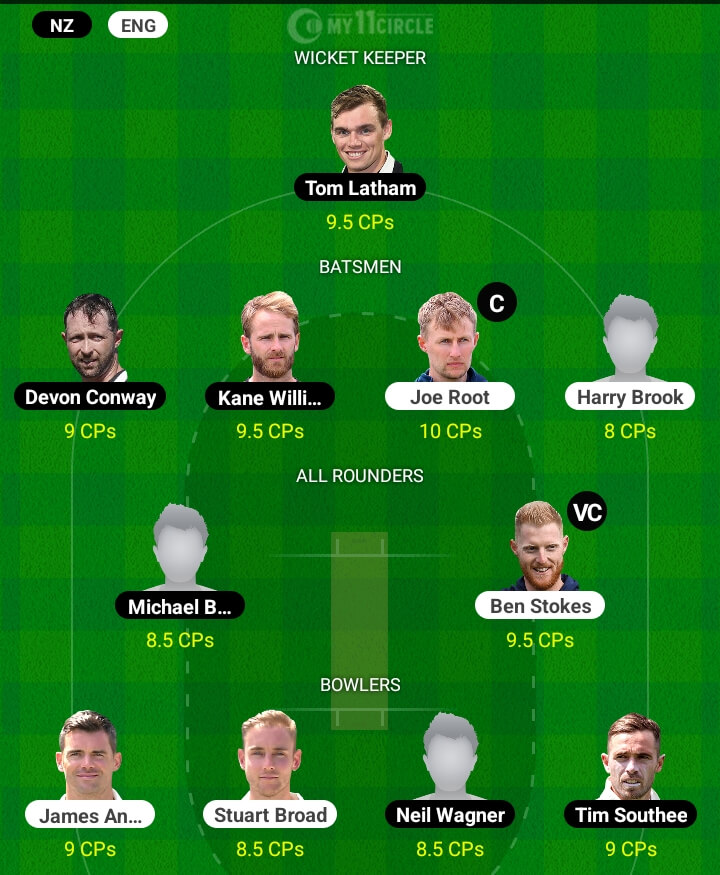 NZ ENG MY11CIRCLE
WICKET KEEPER
Tom Latham
9.5 CPs
BATSMEN
C
Devon Conway Kane Willi... Joe Root Harry Brook
9 CPs 9.5 CPs 10 CPs 8 CPs
ALL ROUNDERS
VC
Michael B... Ben Stokes
8.5 CPs 9.5 CPs
BOWLERS
James An... Stuart Broad Neil Wagner Tim Southee
9 CPs 8.5 CPs 8.5 CPs 9 CPs